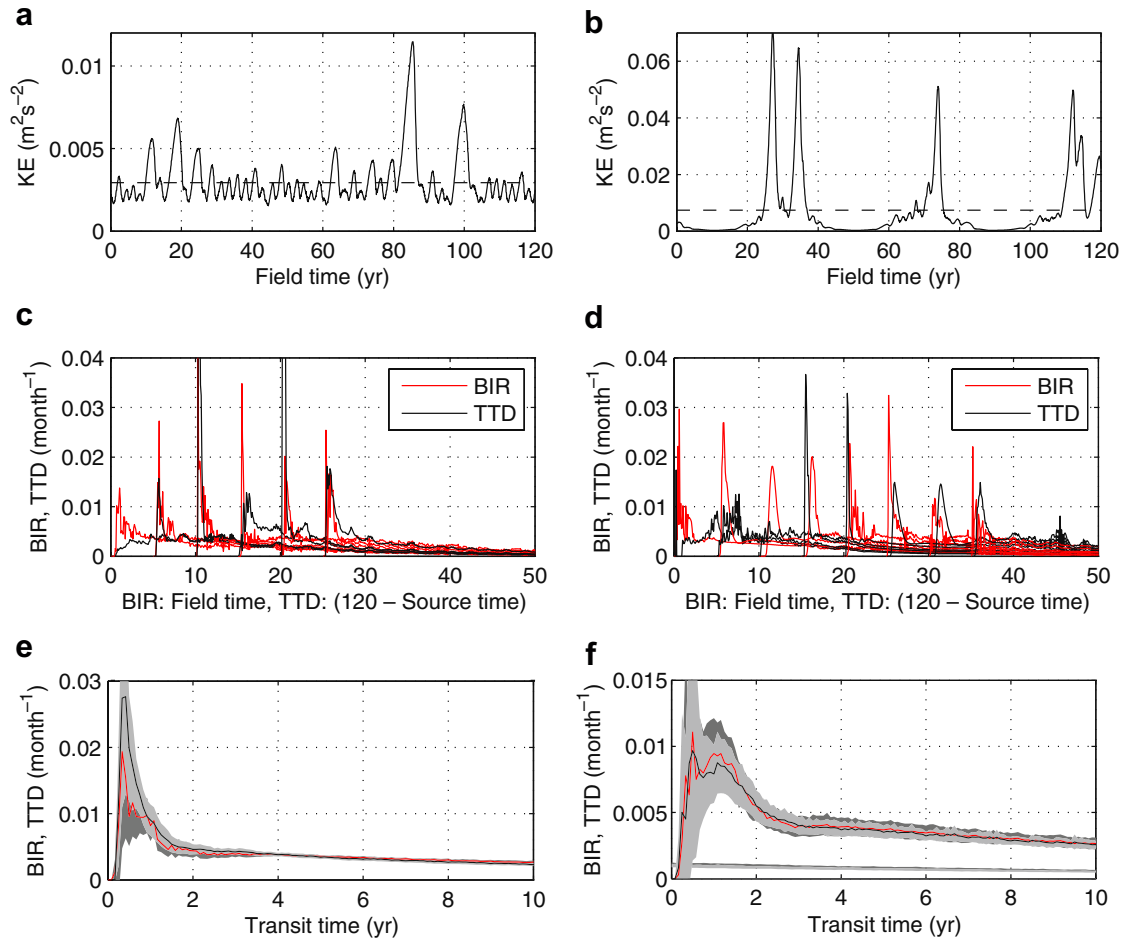 a
0.01
0.005
0
KE (m²s⁻²)
0 20 40 60 80 100 120
Field time (yr)
b
0.06
0.04
0.02
0
KE (m²s⁻²)
0 20 40 60 80 100 120
Field time (yr)
c
0.04
0.03
0.02
0.01
0
BIR, TTD (month⁻¹)
BIR
TTD
0 10 20 30 40 50
BIR: Field time, TTD: (120 – Source time)
d
0.04
0.03
0.02
0.01
0
BIR, TTD (month⁻¹)
BIR
TTD
0 10 20 30 40 50
BIR: Field time, TTD: (120 – Source time)
e
0.03
0.02
0.01
0
BIR, TTD (month⁻¹)
0 2 4 6 8 10
Transit time (yr)
f
0.015
0.01
0.005
0
BIR, TTD (month⁻¹)
0 2 4 6 8 10
Transit time (yr)